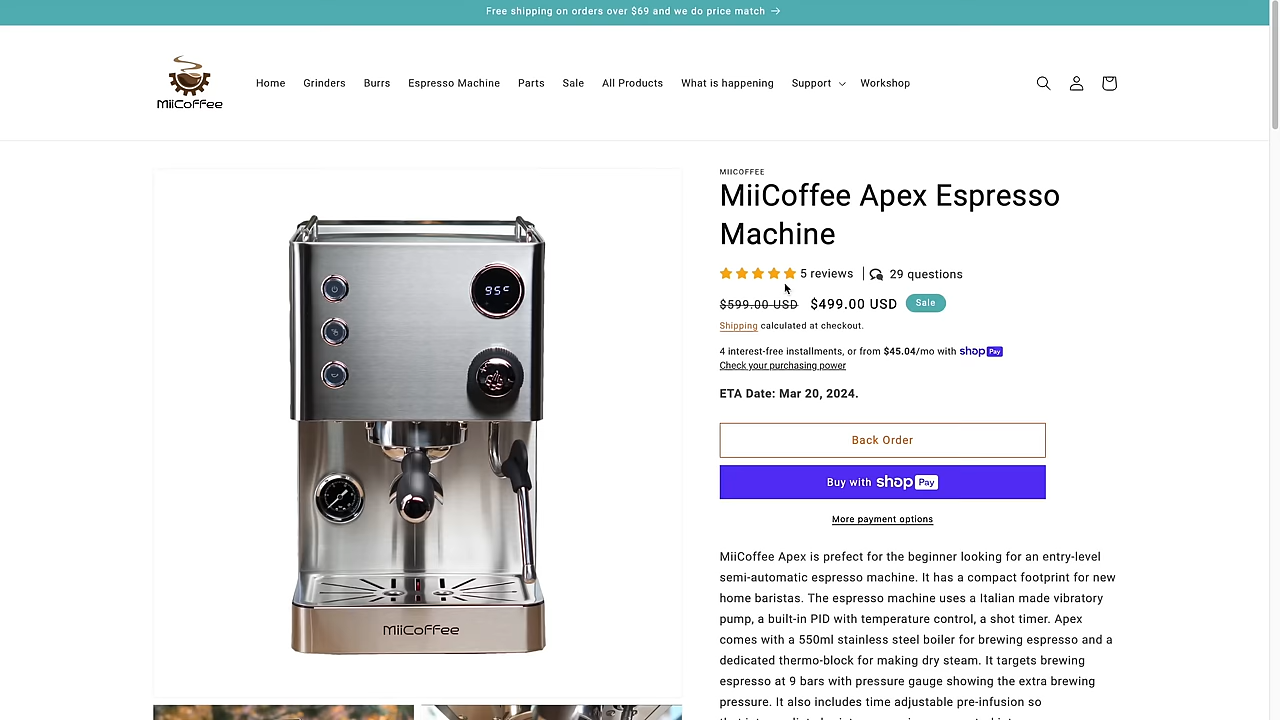 Free shipping on orders over $69 and we do price match →
MiiCoffee
Home Grinders Burrs Espresso Machine Parts Sale All Products What is happening Support Workshop
MIICOFFEE
MiiCoffee Apex Espresso
Machine
5 reviews 29 questions
$599.00 USD $499.00 USD Sale
Shipping calculated at checkout.
4 interest-free installments, or from $45.04/mo with shop Pay
Check your purchasing power
ETA Date: Mar 20, 2024.
Back Order
Buy with shop Pay
More payment options
MiiCoffee Apex is prefect for the beginner looking for an entry-level
semi-automatic espresso machine. It has a compact footprint for new
home baristas. The espresso machine uses a Italian made vibratory
pump, a built-in PID with temperature control, a shot timer. Apex
comes with a 550ml stainless steel boiler for brewing espresso and a
dedicated thermo-block for making dry steam. It targets brewing
espresso at 9 bars with pressure gauge showing the extra brewing
pressure. It also includes time adjustable pre-infusion so
95c
MiiCoffee